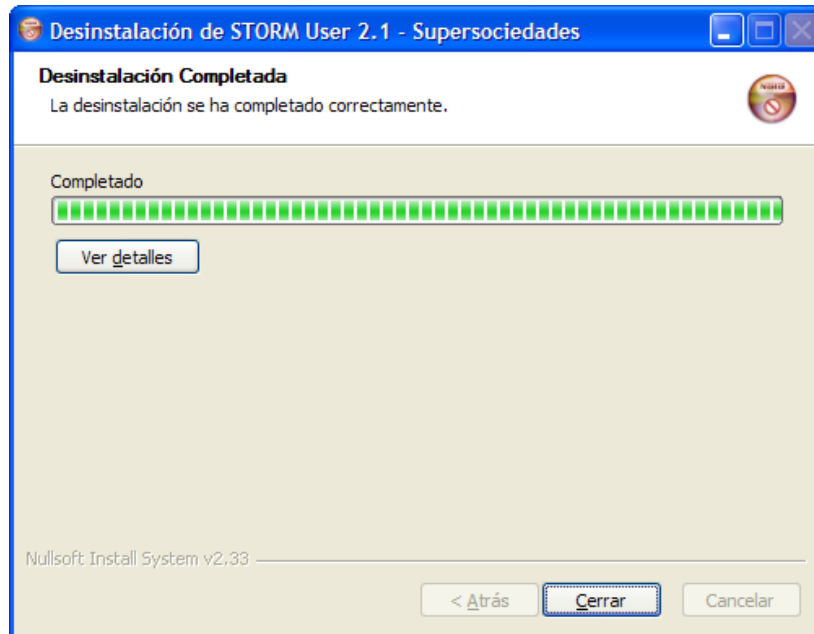 Desinstalación de STORM User 2.1 - Supersociedades
Desinstalación Completada
La desinstalación se ha completado correctamente.
Completado
Ver detalles
Nullsoft Install System v2.33
< Atrás
Cerrar
Cancelar